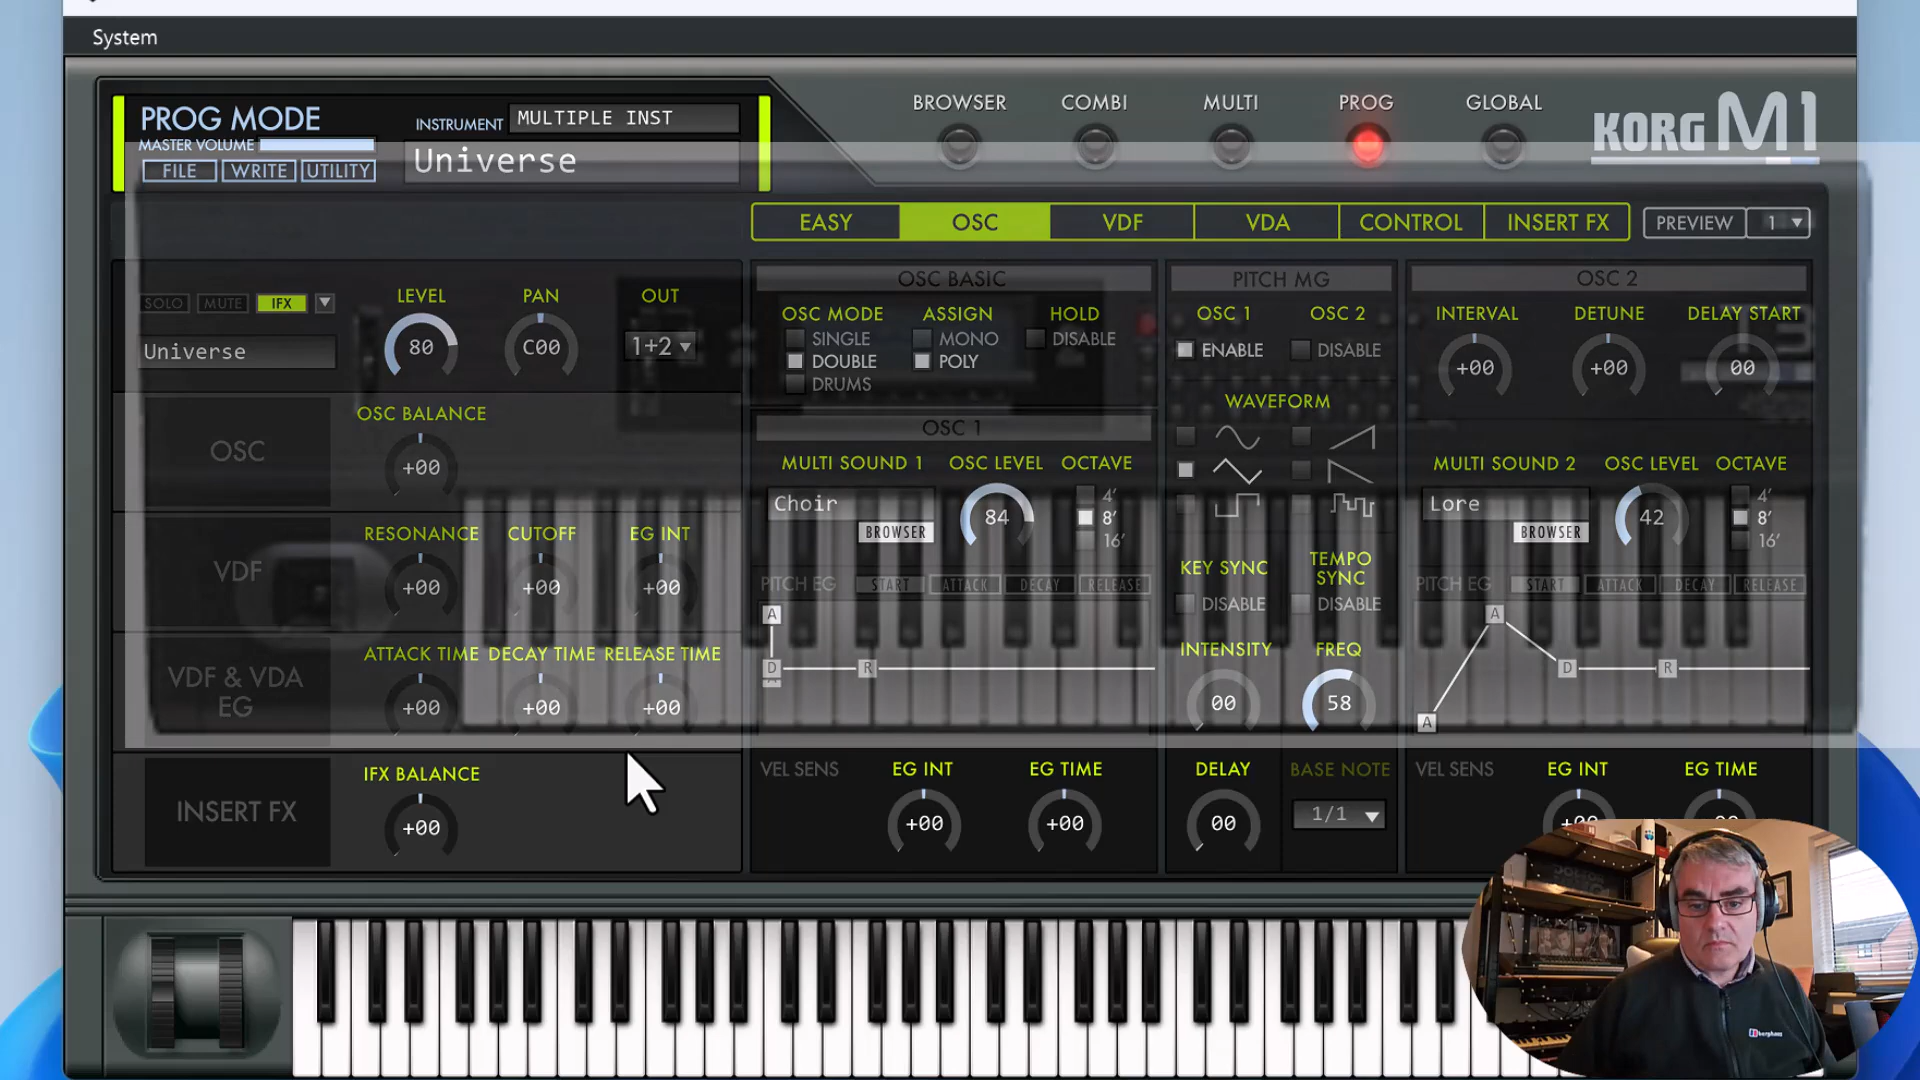 System
PROG MODE
MASTER VOLUME
FILE WRITE UTILITY
INSTRUMENT MULTIPLE INST
Universe
BROWSER COMBI MULTI PROG GLOBAL
KORG M1
EASY OSC VDF VDA CONTROL INSERT FX PREVIEW 1
SOLO MUTE IFX
Universe
LEVEL PAN OUT
80 C00 1+2
OSC
OSC BALANCE
+00
VDF
RESONANCE CUTOFF EG INT
+00 +00 +00
VDF & VDA
EG
ATTACK TIME DECAY TIME RELEASE TIME
+00 +00 +00
INSERT FX
IFX BALANCE
+00
OSC BASIC
OSC MODE ASSIGN HOLD
SINGLE MONO DISABLE
DOUBLE POLY
DRUMS
OSC 1
MULTI SOUND 1 OSC LEVEL OCTAVE
Choir
BROWSER
84
4'
8'
16'
PITCH EG START ATTACK DECAY RELEASE
A
D R
VEL SENS EG INT EG TIME
+00 +00
PITCH MG
OSC 1 OSC 2
ENABLE DISABLE
WAVEFORM
KEY SYNC
TEMPO
SYNC
DISABLE DISABLE
INTENSITY FREQ
00 58
DELAY BASE NOTE
00 1/1
OSC 2
INTERVAL DETUNE DELAY START
+00 +00 00
MULTI SOUND 2 OSC LEVEL OCTAVE
Lore
BROWSER
42
4'
8'
16'
PITCH EG START ATTACK DECAY RELEASE
A
D R
A
VEL SENS EG INT EG TIME
berghaus